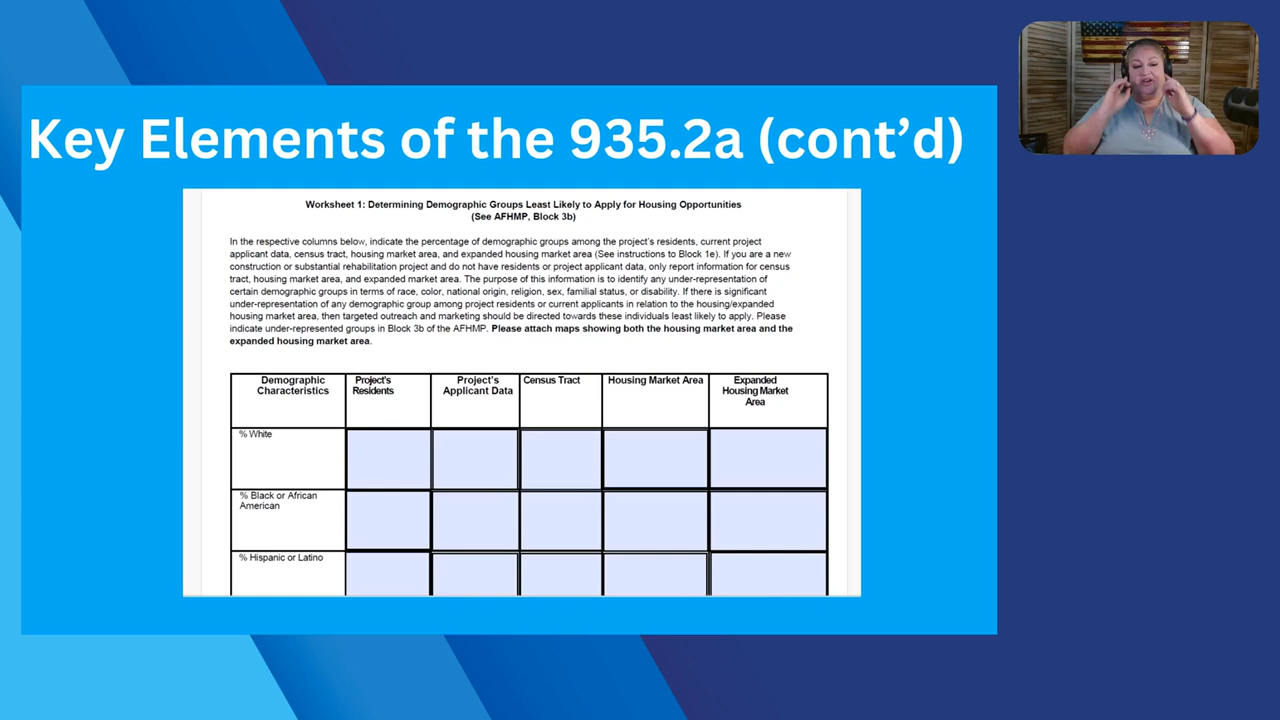 Key Elements of the 935.2a (cont’d)
Worksheet 1: Determining Demographic Groups Least Likely to Apply for Housing Opportunities
(See AFHMP, Block 3b)
In the respective columns below, indicate the percentage of demographic groups among the project's residents, current project
applicant data, census tract, housing market area, and expanded housing market area (See instructions to Block 1e). If you are a new
construction or substantial rehabilitation project and do not have residents or project applicant data, only report information for census
tract, housing market area, and expanded market area. The purpose of this information is to identify any under-representation of
certain demographic groups in terms of race, color, national origin, religion, sex, familial status, or disability. If there is significant
under-representation of any demographic group among project residents or current applicants in relation to the housing/expanded
housing market area, then targeted outreach and marketing should be directed towards these individuals least likely to apply. Please
indicate under-represented groups in Block 3b of the AFHMP. Please attach maps showing both the housing market area and the
expanded housing market area.
Demographic Characteristics
Project's Residents
Project's Applicant Data
Census Tract
Housing Market Area
Expanded Housing Market Area
% White
% Black or African
American
% Hispanic or Latino